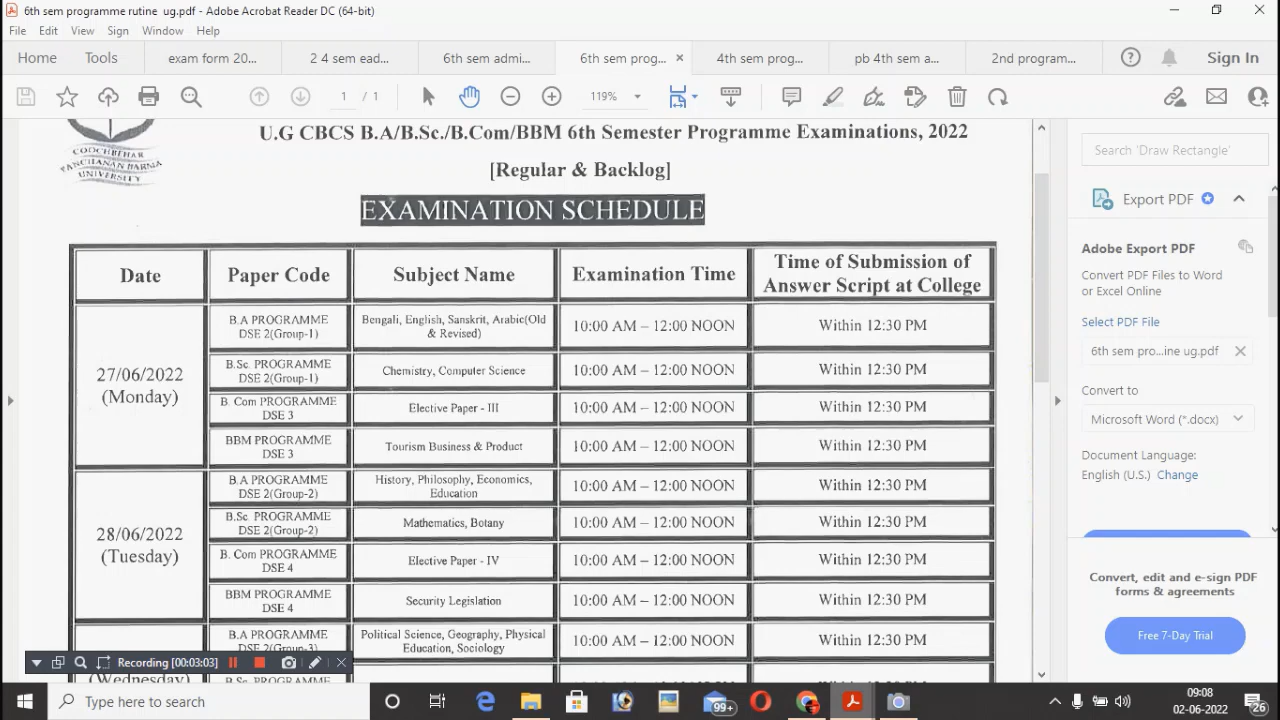 6th sem programme rutine ug.pdf - Adobe Acrobat Reader DC (64-bit)
File Edit View Sign Window Help
Home Tools exam form 20... 2 4 sem ead... 6th sem admi... 6th sem prog... 4th sem prog... pb 4th sem a... 2nd program... Sign In
1 / 1 119%
U.G CBCS B.A/B.Sc./B.Com/BBM 6th Semester Programme Examinations, 2022
COOCHBEHAR
PANCHANAN BARMA
UNIVERSITY
[Regular & Backlog]
EXAMINATION SCHEDULE
Date Paper Code Subject Name Examination Time Time of Submission of
Answer Script at College
27/06/2022
(Monday)
B.A PROGRAMME
DSE 2(Group-1)
Bengali, English, Sanskrit, Arabic(Old
& Revised)
10:00 AM – 12:00 NOON
Within 12:30 PM
B.Sc. PROGRAMME
DSE 2(Group-1)
Chemistry, Computer Science
10:00 AM – 12:00 NOON
Within 12:30 PM
B. Com PROGRAMME
DSE 3
Elective Paper - III
10:00 AM – 12:00 NOON
Within 12:30 PM
BBM PROGRAMME
DSE 3
Tourism Business & Product
10:00 AM – 12:00 NOON
Within 12:30 PM
28/06/2022
(Tuesday)
B.A PROGRAMME
DSE 2(Group-2)
History, Philosophy, Economics,
Education
10:00 AM – 12:00 NOON
Within 12:30 PM
B.Sc. PROGRAMME
DSE 2(Group-2)
Mathematics, Botany
10:00 AM – 12:00 NOON
Within 12:30 PM
B. Com PROGRAMME
DSE 4
Elective Paper - IV
10:00 AM – 12:00 NOON
Within 12:30 PM
BBM PROGRAMME
DSE 4
Security Legislation
10:00 AM – 12:00 NOON
Within 12:30 PM
(Wednesday)
B.A PROGRAMME
DSE 2(Group-3)
Political Science, Geography, Physical
Education, Sociology
10:00 AM – 12:00 NOON
Within 12:30 PM
Recording [00:03:03]
Search 'Draw Rectangle'
Export PDF
Adobe Export PDF
Convert PDF Files to Word
or Excel Online
Select PDF File
6th sem pro...ine ug.pdf
Convert to
Microsoft Word (*.docx)
Document Language:
English (U.S.) Change
Convert, edit and e-sign PDF
forms & agreements
Free 7-Day Trial
Type here to search
99+
09:08
02-06-2022
26